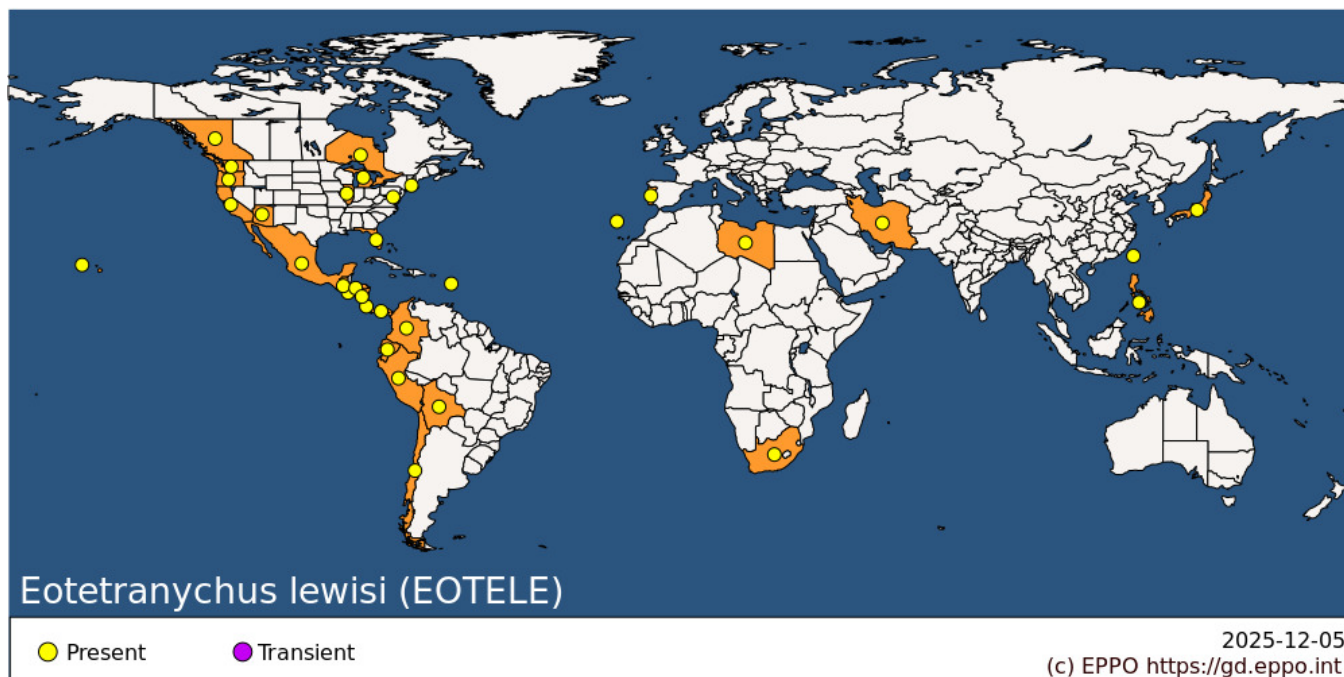 Eotetranychus lewisi (EOTELE)
Present
Transient
2025-12-05
(c) EPPO https://gd.eppo.int